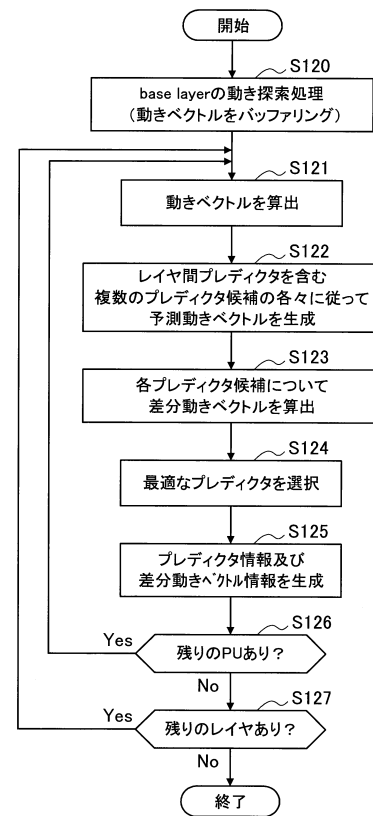 開始
S120
base layerの動き探索処理
(動きベクトルをバッファリング)
S121
動きベクトルを算出
S122
レイヤ間プレディクタを含む
複数のプレディクタ候補の各々に従って
予測動きベクトルを生成
S123
各プレディクタ候補について
差分動きベクトルを算出
S124
最適なプレディクタを選択
S125
プレディクタ情報及び
差分動きベクトル情報を生成
S126
Yes
残りのPUあり?
No
S127
Yes
残りのレイヤあり?
No
終了